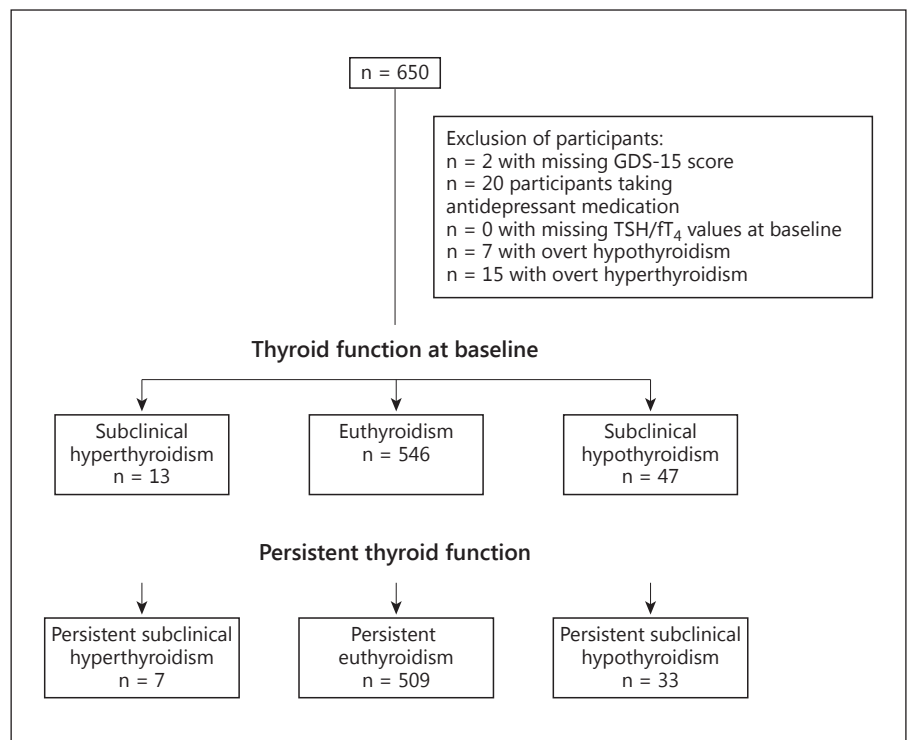 n = 650
Exclusion of participants:
n = 2 with missing GDS-15 score
n = 20 participants taking
antidepressant medication
n = 0 with missing TSH/fT₄ values at baseline
n = 7 with overt hypothyroidism
n = 15 with overt hyperthyroidism
Thyroid function at baseline
Subclinical
hyperthyroidism
n = 13
Euthyroidism
n = 546
Subclinical
hypothyroidism
n = 47
Persistent thyroid function
Persistent subclinical
hyperthyroidism
n = 7
Persistent
euthyroidism
n = 509
Persistent subclinical
hypothyroidism
n = 33